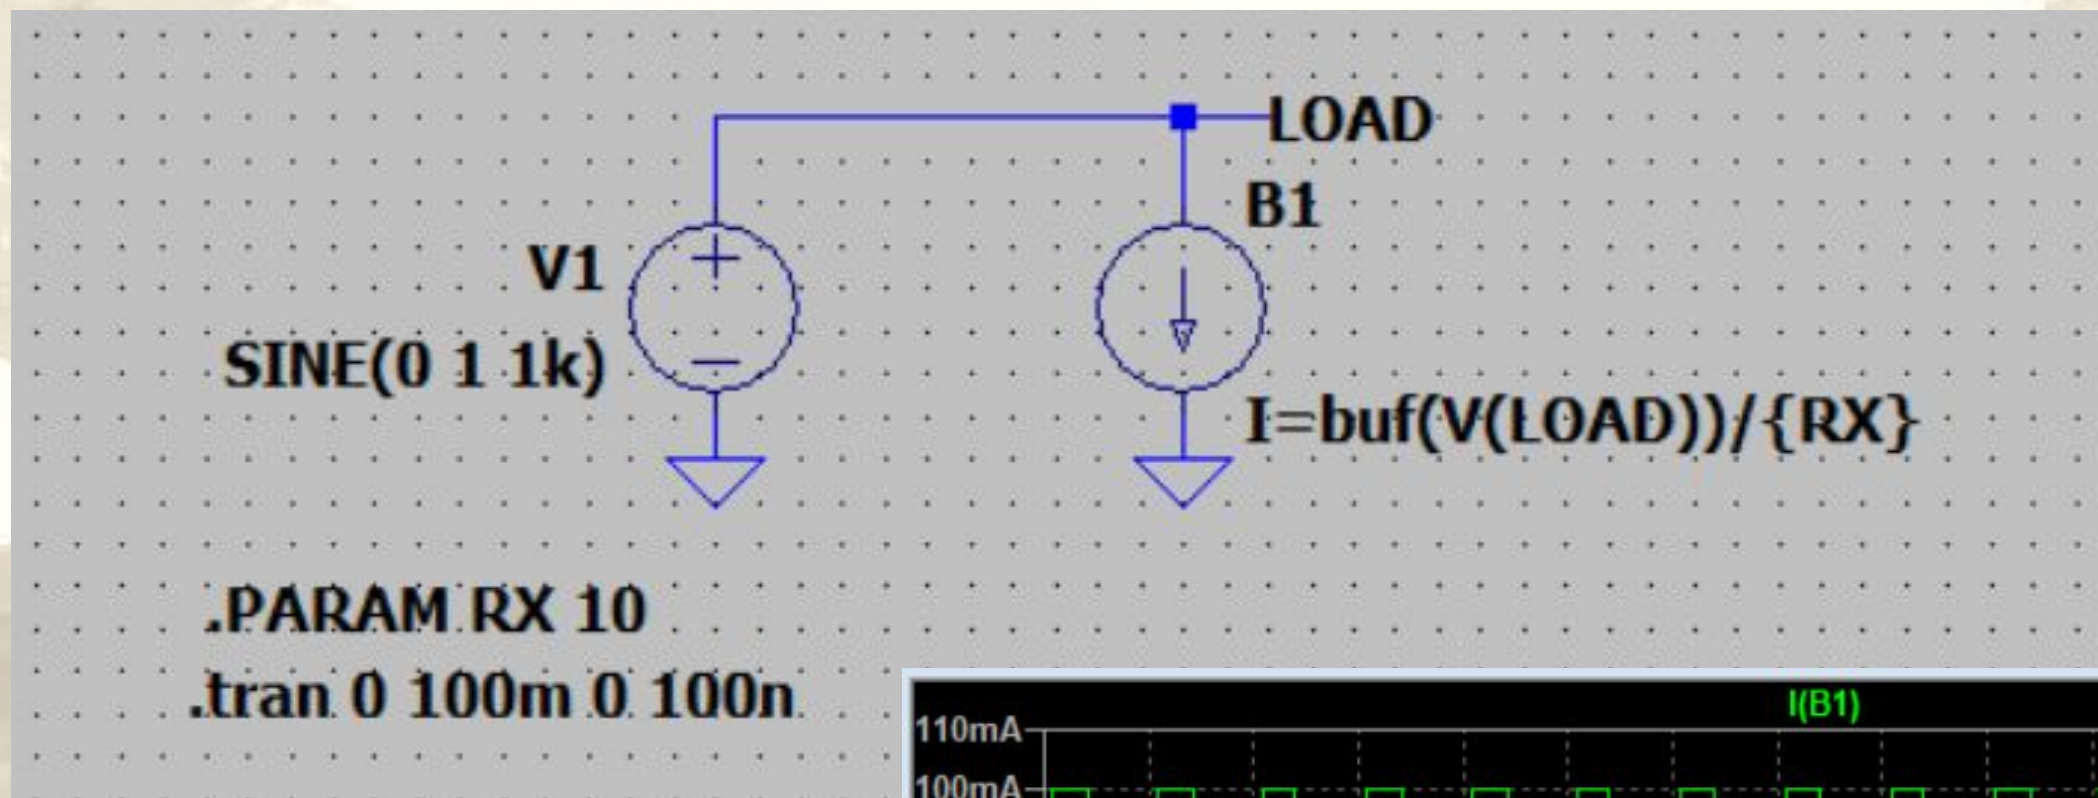 LOAD
B1
V1
SINE(0 1 1k)
I=buf(V(LOAD))/{RX}
.PARAM RX 10
.tran 0 100m 0 100n
I(B1)
110mA
100mA